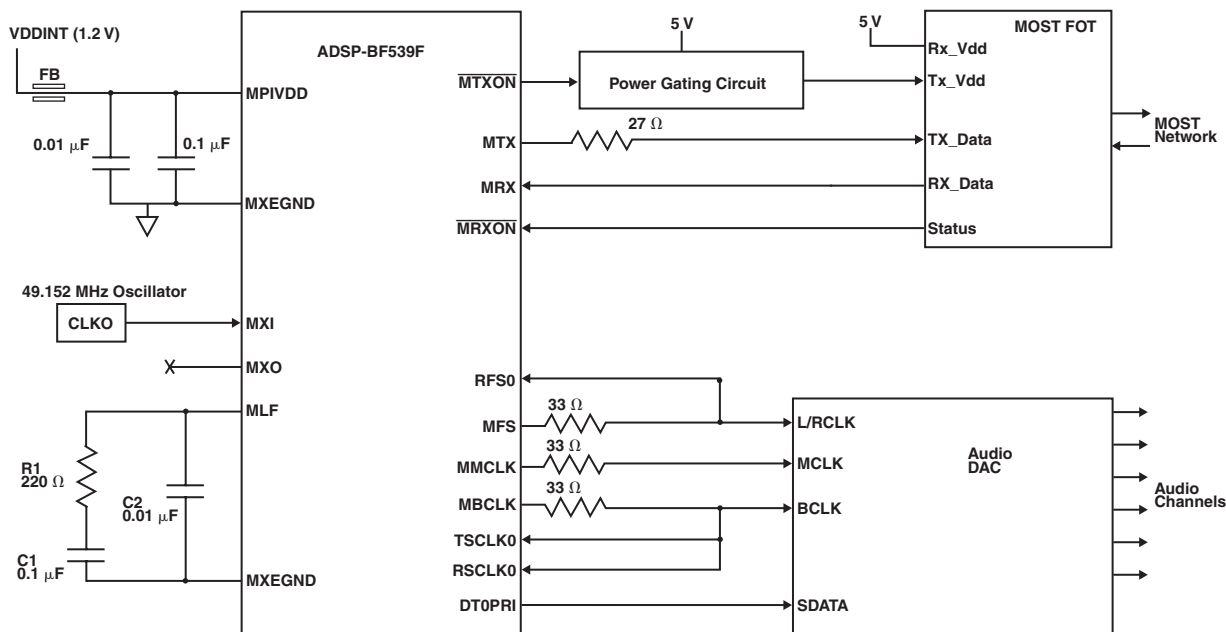 VDDINT (1.2 V)
FB
0.01 μF
0.1 μF
MPIVDD
MXEGND
49.152 MHz Oscillator
CLKO
MXI
MXO
MLF
R1
220 Ω
C2
0.01 μF
C1
0.1 μF
MXEGND
ADSP-BF539F
MTXON
MTX
MRX
MRXON
RFS0
MFS
MMCLK
MBCLK
TSCLK0
RSCLK0
DT0PRI
5 V
Power Gating Circuit
27 Ω
5 V
MOST FOT
Rx_Vdd
Tx_Vdd
TX_Data
RX_Data
Status
MOST
Network
33 Ω
33 Ω
33 Ω
L/RCLK
MCLK
BCLK
SDATA
Audio
DAC
Audio
Channels